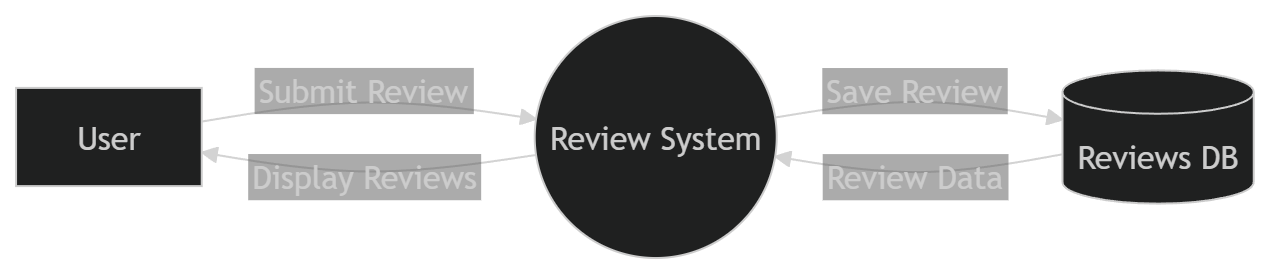 User
Submit Review
Display Reviews
Review System
Save Review
Review Data
Reviews DB